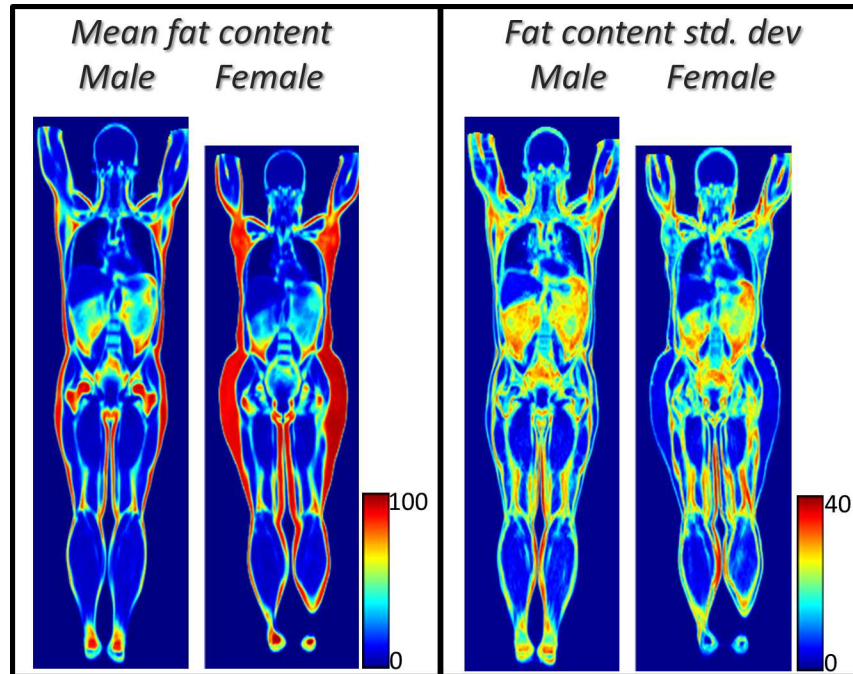 Mean fat content
Male Female
100
0
Fat content std. dev
Male Female
40
0